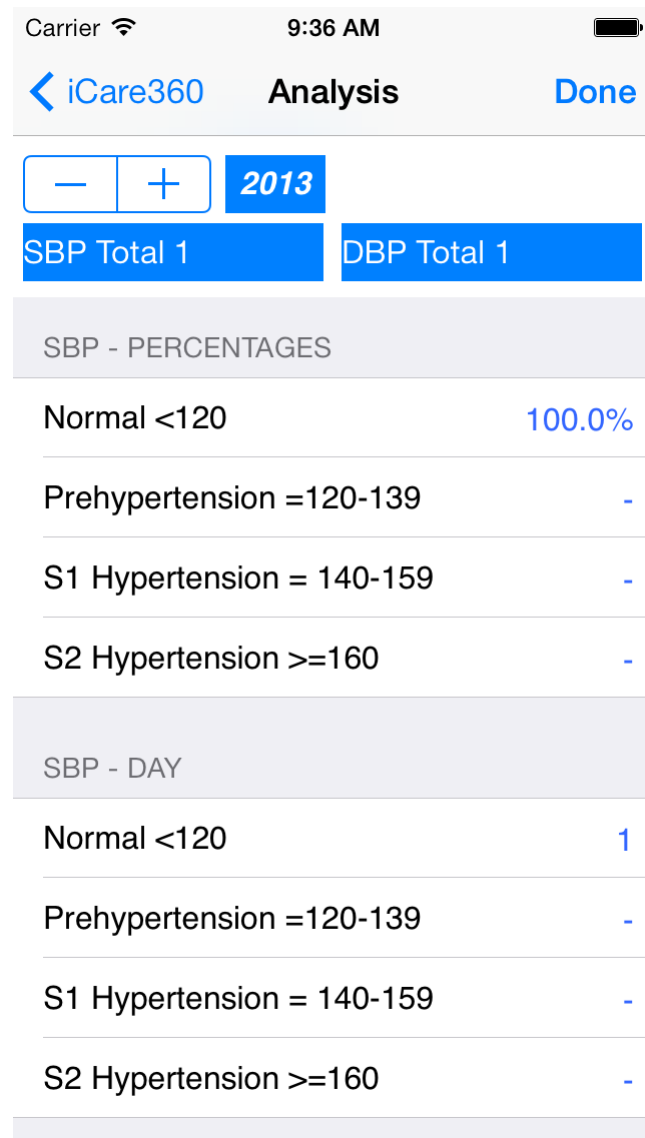 Carrier 9:36 AM
iCare360 Analysis Done
− + 2013
SBP Total 1 DBP Total 1
SBP - PERCENTAGES
Normal <120 100.0%
Prehypertension =120-139 -
S1 Hypertension = 140-159 -
S2 Hypertension >=160 -
SBP - DAY
Normal <120 1
Prehypertension =120-139 -
S1 Hypertension = 140-159 -
S2 Hypertension >=160 -